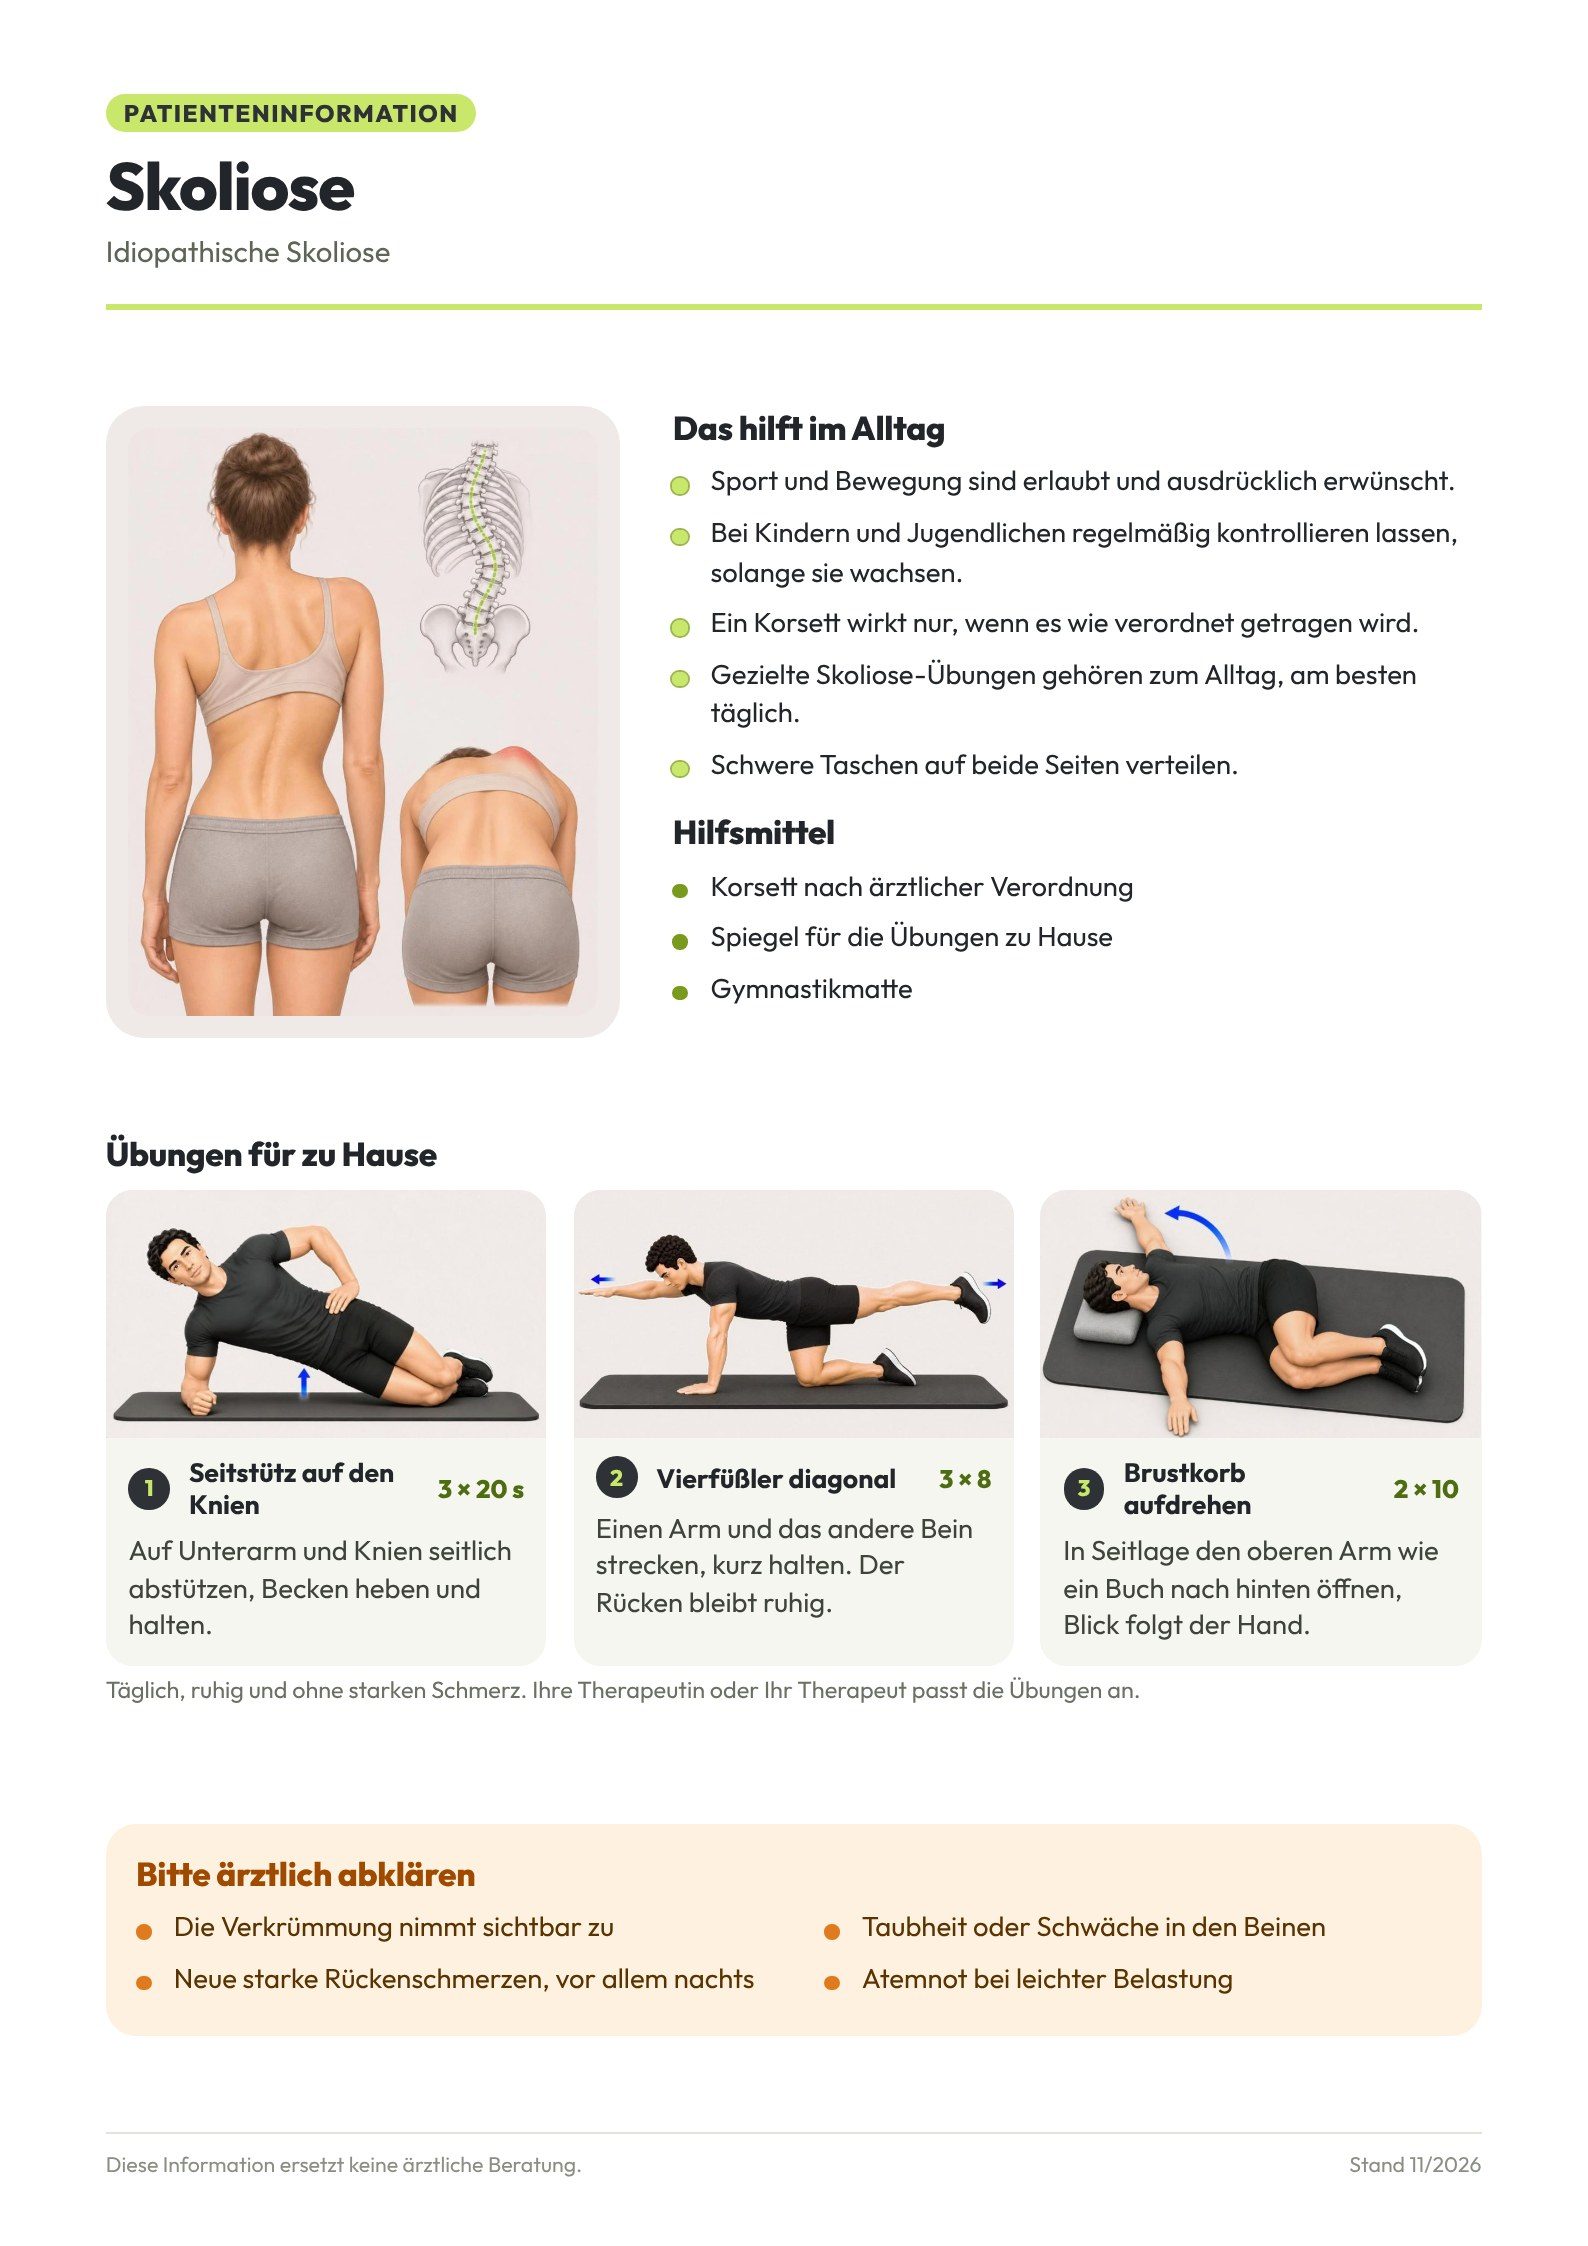 PATIENTENINFORMATION
Skoliose
Idiopathische Skoliose
Das hilft im Alltag
Sport und Bewegung sind erlaubt und ausdrücklich erwünscht.
Bei Kindern und Jugendlichen regelmäßig kontrollieren lassen,
solange sie wachsen.
Ein Korsett wirkt nur, wenn es wie verordnet getragen wird.
Gezielte Skoliose-Übungen gehören zum Alltag, am besten
täglich.
Schwere Taschen auf beide Seiten verteilen.
Hilfsmittel
Korsett nach ärztlicher Verordnung
Spiegel für die Übungen zu Hause
Gymnastikmatte
Übungen für zu Hause
1 Seitstütz auf den
Knien
3 × 20 s
Auf Unterarm und Knien seitlich
abstützen, Becken heben und
halten.
2 Vierfüßler diagonal 3 × 8
Einen Arm und das andere Bein
strecken, kurz halten. Der
Rücken bleibt ruhig.
3 Brustkorb
aufdrehen
2 × 10
In Seitlage den oberen Arm wie
ein Buch nach hinten öffnen,
Blick folgt der Hand.
Täglich, ruhig und ohne starken Schmerz. Ihre Therapeutin oder Ihr Therapeut passt die Übungen an.
Bitte ärztlich abklären
Die Verkrümmung nimmt sichtbar zu
Neue starke Rückenschmerzen, vor allem nachts
Taubheit oder Schwäche in den Beinen
Atemnot bei leichter Belastung
Diese Information ersetzt keine ärztliche Beratung.
Stand 11/2026